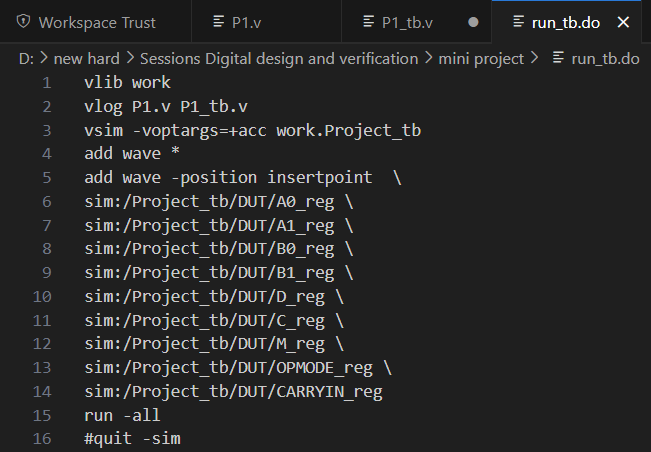 Workspace Trust P1.v P1_tb.v run_tb.do
D: > new hard > Sessions Digital design and verification > mini project > run_tb.do
1 vlib work
2 vlog P1.v P1_tb.v
3 vsim -voptargs=+acc work.Project_tb
4 add wave *
5 add wave -position insertpoint  \
6 sim:/Project_tb/DUT/A0_reg \
7 sim:/Project_tb/DUT/A1_reg \
8 sim:/Project_tb/DUT/B0_reg \
9 sim:/Project_tb/DUT/B1_reg \
10 sim:/Project_tb/DUT/D_reg \
11 sim:/Project_tb/DUT/C_reg \
12 sim:/Project_tb/DUT/M_reg \
13 sim:/Project_tb/DUT/OPMODE_reg \
14 sim:/Project_tb/DUT/CARRYIN_reg
15 run -all
16 #quit -sim